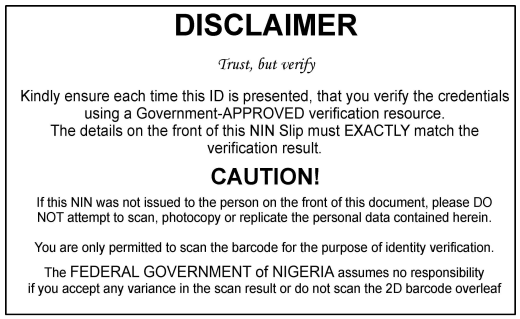 DISCLAIMER
Trust, but verify
Kindly ensure each time this ID is presented, that you verify the credentials
using a Government-APPROVED verification resource.
The details on the front of this NIN Slip must EXACTLY match the
verification result.
CAUTION!
If this NIN was not issued to the person on the front of this document, please DO
NOT attempt to scan, photocopy or replicate the personal data contained herein.
You are only permitted to scan the barcode for the purpose of identity verification.
The FEDERAL GOVERNMENT of NIGERIA assumes no responsibility
if you accept any variance in the scan result or do not scan the 2D barcode overleaf